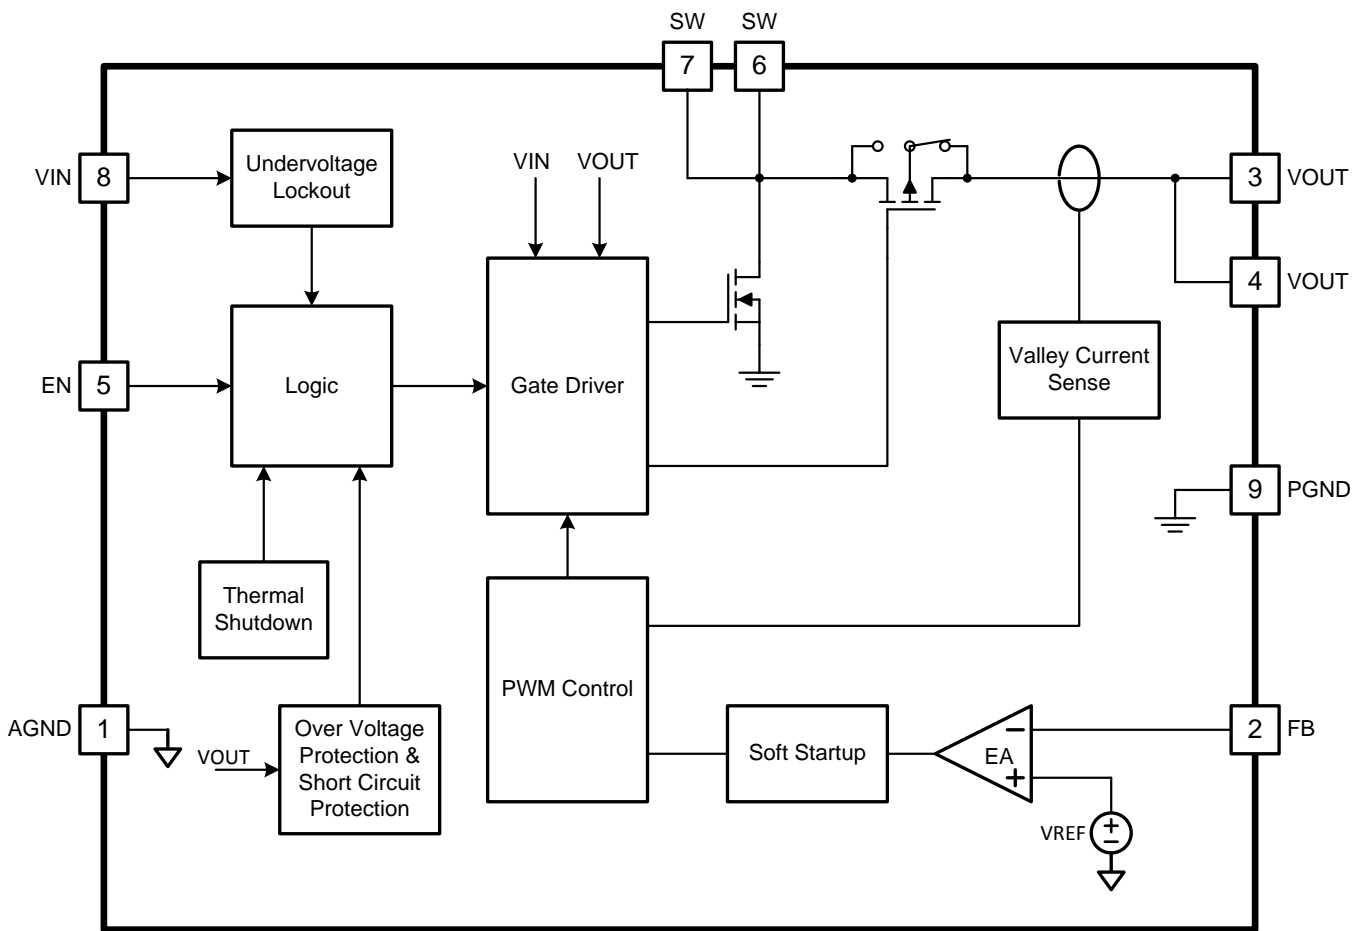 SW
SW
7
6
VIN
8
Undervoltage
Lockout
VIN
VOUT
3
VOUT
4
VOUT
EN
5
Logic
Gate Driver
Valley Current
Sense
9
PGND
Thermal
Shutdown
PWM Control
AGND
1
VOUT
Over Voltage
Protection &
Short Circuit
Protection
Soft Startup
EA
2
FB
VREF